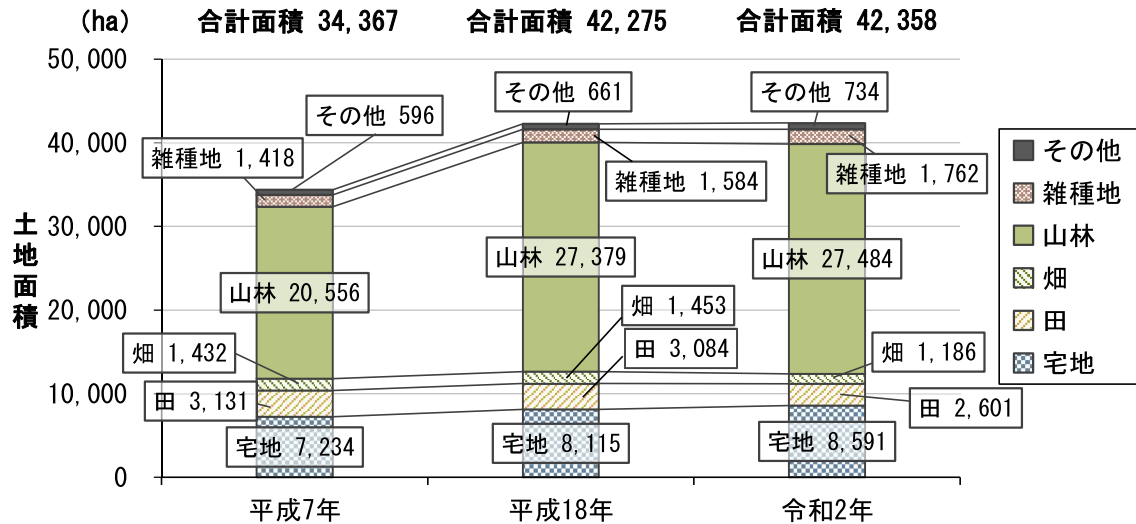 (ha)
合計面積 34,367
合計面積 42,275
合計面積 42,358
土地面積
50,000
40,000
30,000
20,000
10,000
0
その他 596
雑種地 1,418
山林 20,556
畑 1,432
田 3,131
宅地 7,234
その他 661
雑種地 1,584
山林 27,379
畑 1,453
田 3,084
宅地 8,115
その他 734
雑種地 1,762
山林 27,484
畑 1,186
田 2,601
宅地 8,591
平成7年
平成18年
令和2年
その他
雑種地
山林
畑
田
宅地